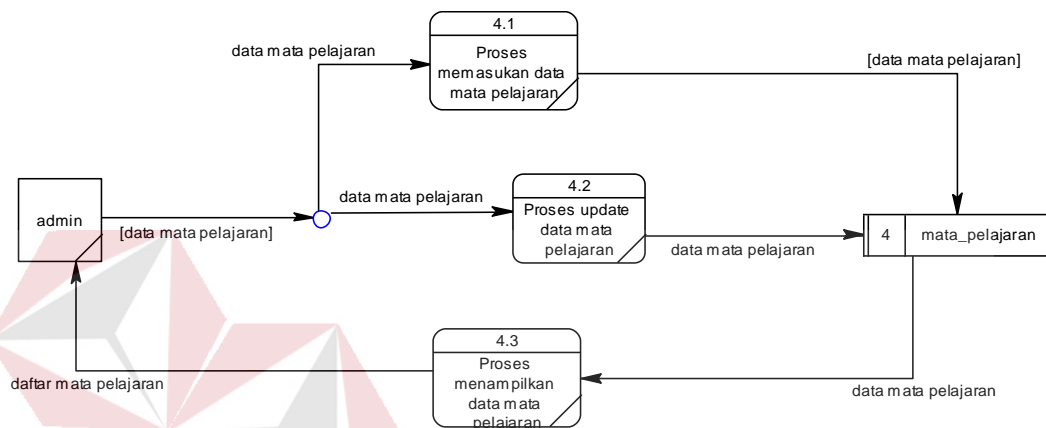 4.1
data mata pelajaran
Proses
memasukan data
mata pelajaran
[data mata pelajaran]
admin
[data mata pelajaran]
data mata pelajaran
4.2
Proses update
data mata
pelajaran
data mata pelajaran
4
mata_pelajaran
4.3
Proses
menampilkan
data mata
pelajaran
daftar mata pelajaran
data mata pelajaran